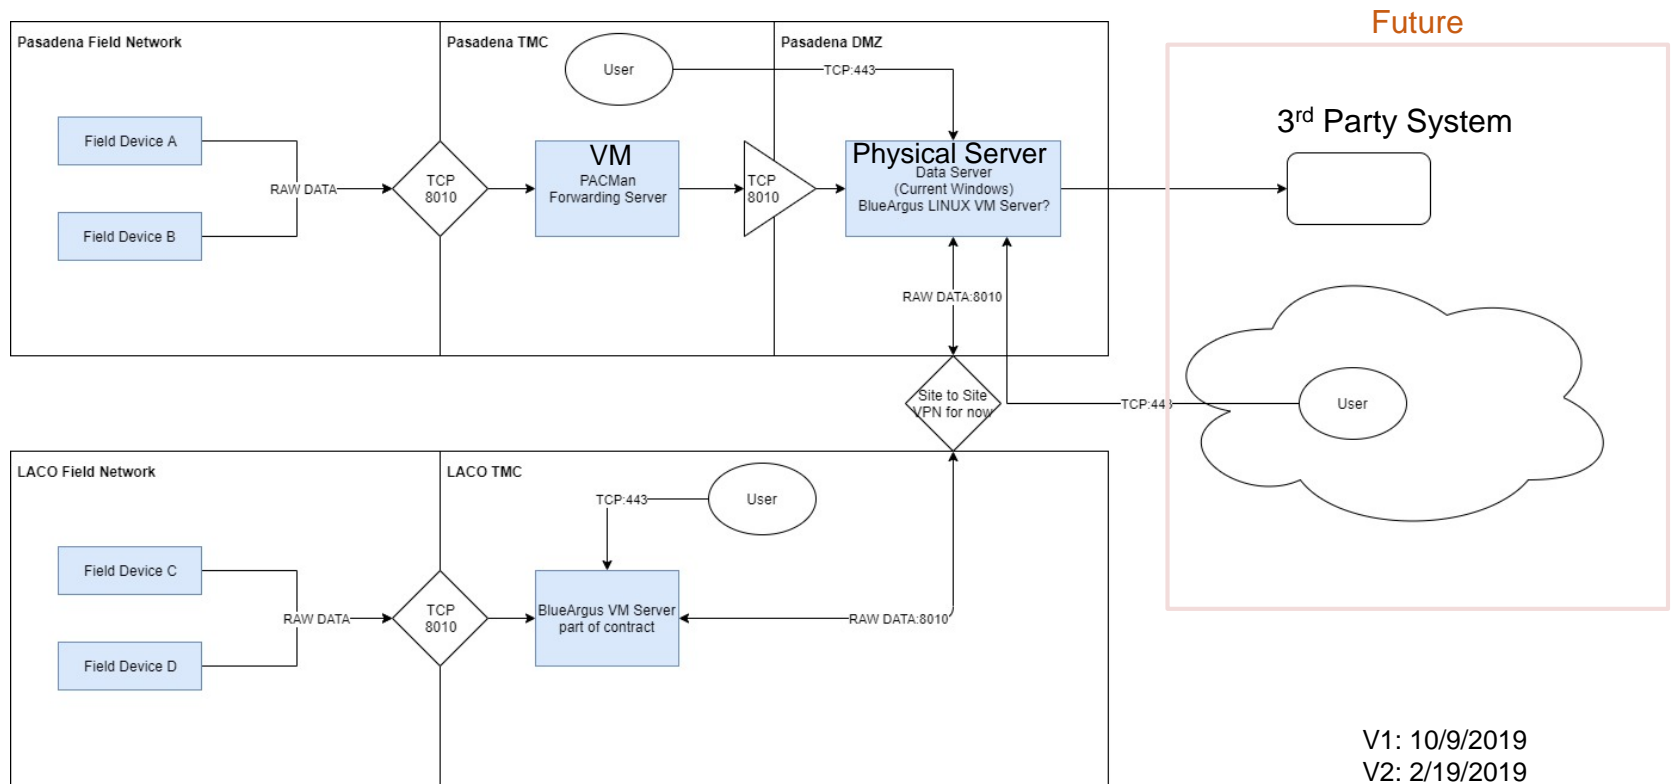 Future
Pasadena Field Network
Pasadena TMC
Pasadena DMZ
User
TCP:443
3rd Party System
Field Device A
RAW DATA
Field Device B
TCP
8010
VM
PACMan
Forwarding Server
TCP
8010
Physical Server
Data Server
(Current Windows)
BlueArgus LINUX VM Server?
RAW DATA:8010
Site to Site
VPN for now
TCP:443
User
LACO Field Network
LACO TMC
TCP:443
User
Field Device C
RAW DATA
Field Device D
TCP
8010
BlueArgus VM Server
part of contract
RAW DATA:8010
V1: 10/9/2019
V2: 2/19/2019